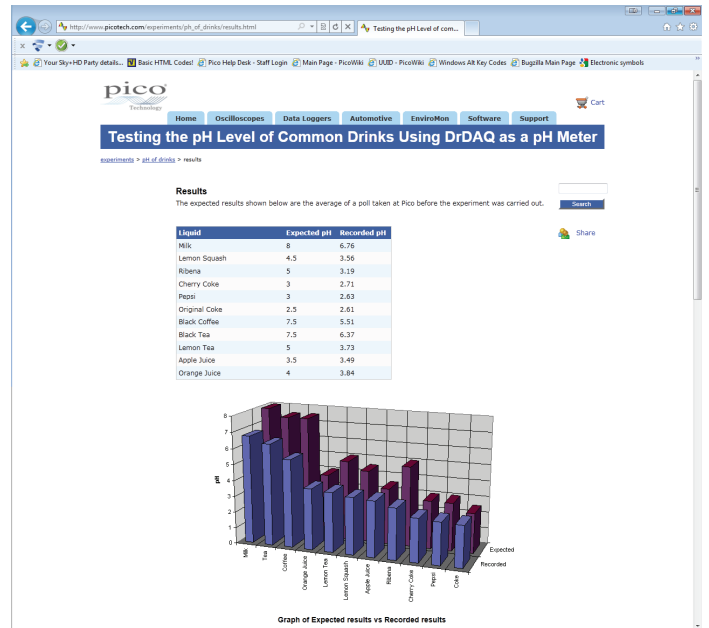 http://www.picotech.com/experiments/ph_of_drinks/results.html
Testing the pH Level of com...
Your Sky+HD Party details...
Basic HTML Codes!
Pico Help Desk - Staff Login
Main Page - PicoWiki
UUID - PicoWiki
Windows Alt Key Codes
Bugzilla Main Page
Electronic symbols
pico
Technology
Cart
Home Oscilloscopes Data Loggers Automotive EnviroMon Software Support
Testing the pH Level of Common Drinks Using DrDAQ as a pH Meter
experiments > pH of drinks > results
Results
The expected results shown below are the average of a poll taken at Pico before the experiment was carried out.
Search
Share
Liquid Expected pH Recorded pH
Milk 8 6.76
Lemon Squash 4.5 3.56
Ribena 5 3.19
Cherry Coke 3 2.71
Pepsi 3 2.63
Original Coke 2.5 2.61
Black Coffee 7.5 5.51
Black Tea 7.5 6.37
Lemon Tea 5 3.73
Apple Juice 3.5 3.49
Orange Juice 4 3.84
8
7
6
5
4
3
2
1
0
pH
Milk
Tea
Coffee
Orange Juice
Lemon Tea
Lemon Squash
Apple Juice
Ribena
Cherry Coke
Pepsi
Coke
Expected
Recorded
Graph of Expected results vs Recorded results